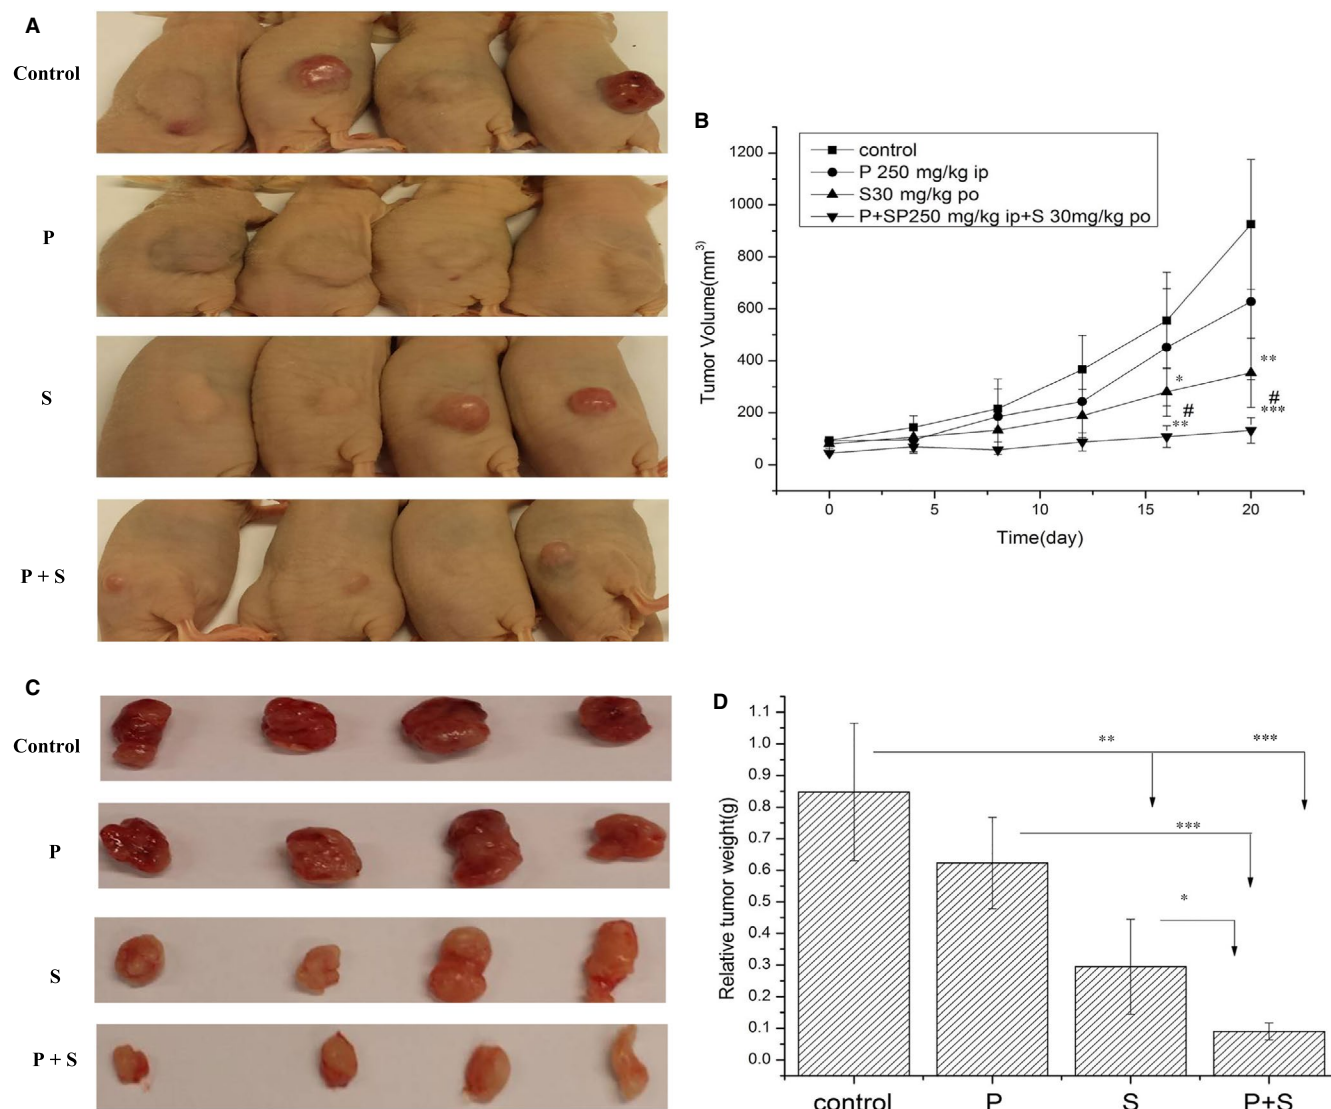 A
Control
P
S
P + S
B
1200
1000
800
600
400
200
0
Tumor Volume(mm³)
control
P 250 mg/kg ip
S30 mg/kg po
P+SP250 mg/kg ip+S 30mg/kg po
*
#
**
**
#
***
0 5 10 15 20
Time(day)
C
Control
P
S
P + S
D
1.1
1.0
0.9
0.8
0.7
0.6
0.5
0.4
0.3
0.2
0.1
0.0
Relative tumor weight(g)
** ***
***
*
control P S P+S